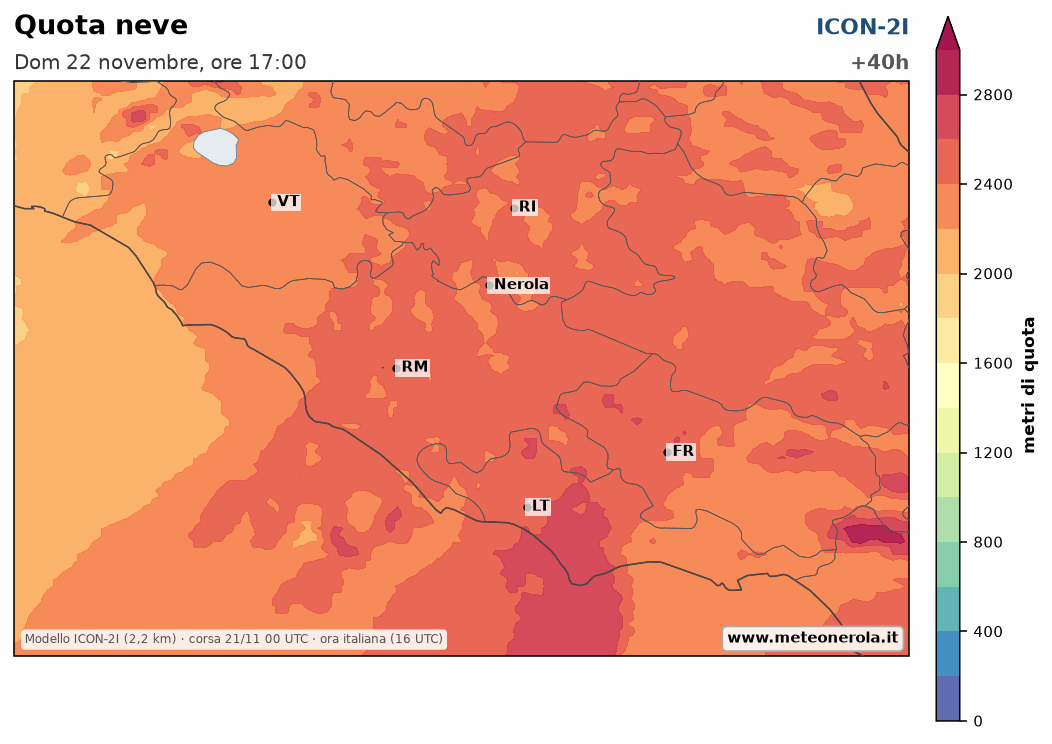 Quota neve
ICON-2I
Dom 22 novembre, ore 17:00
+40h
VT
RI
Nerola
RM
FR
LT
2800
2400
2000
1600
1200
800
400
0
metri di quota
Modello ICON-2I (2,2 km) · corsa 21/11 00 UTC · ora italiana (16 UTC)
www.meteonerola.it